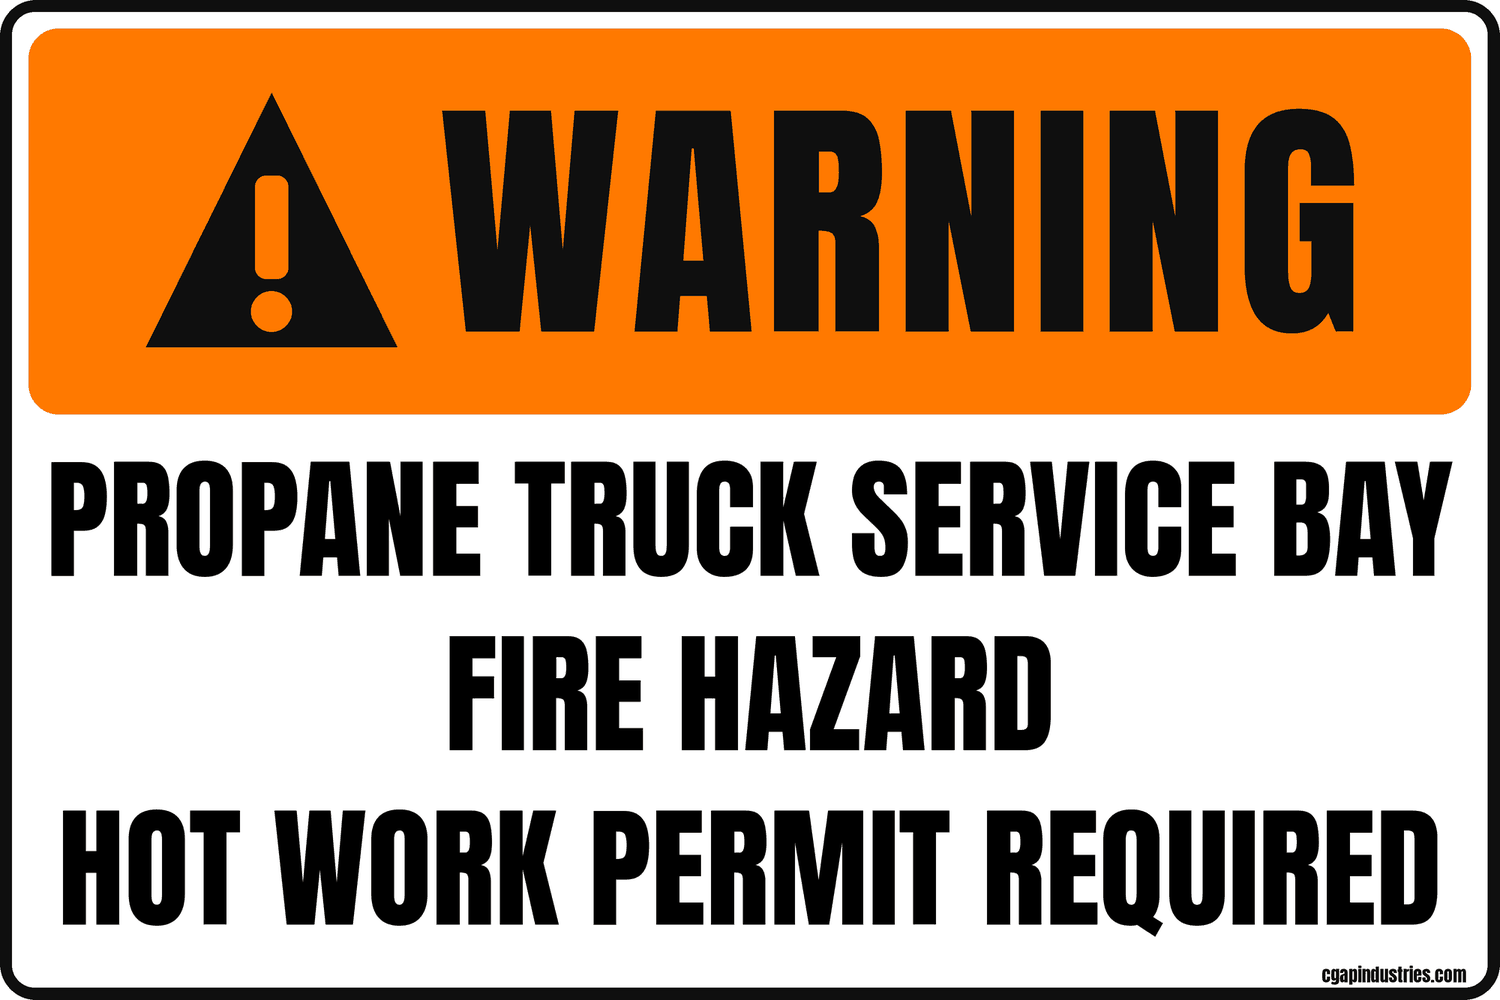 WARNING
PROPANE TRUCK SERVICE BAY
FIRE HAZARD
HOT WORK PERMIT REQUIRED
cgapindustries.com